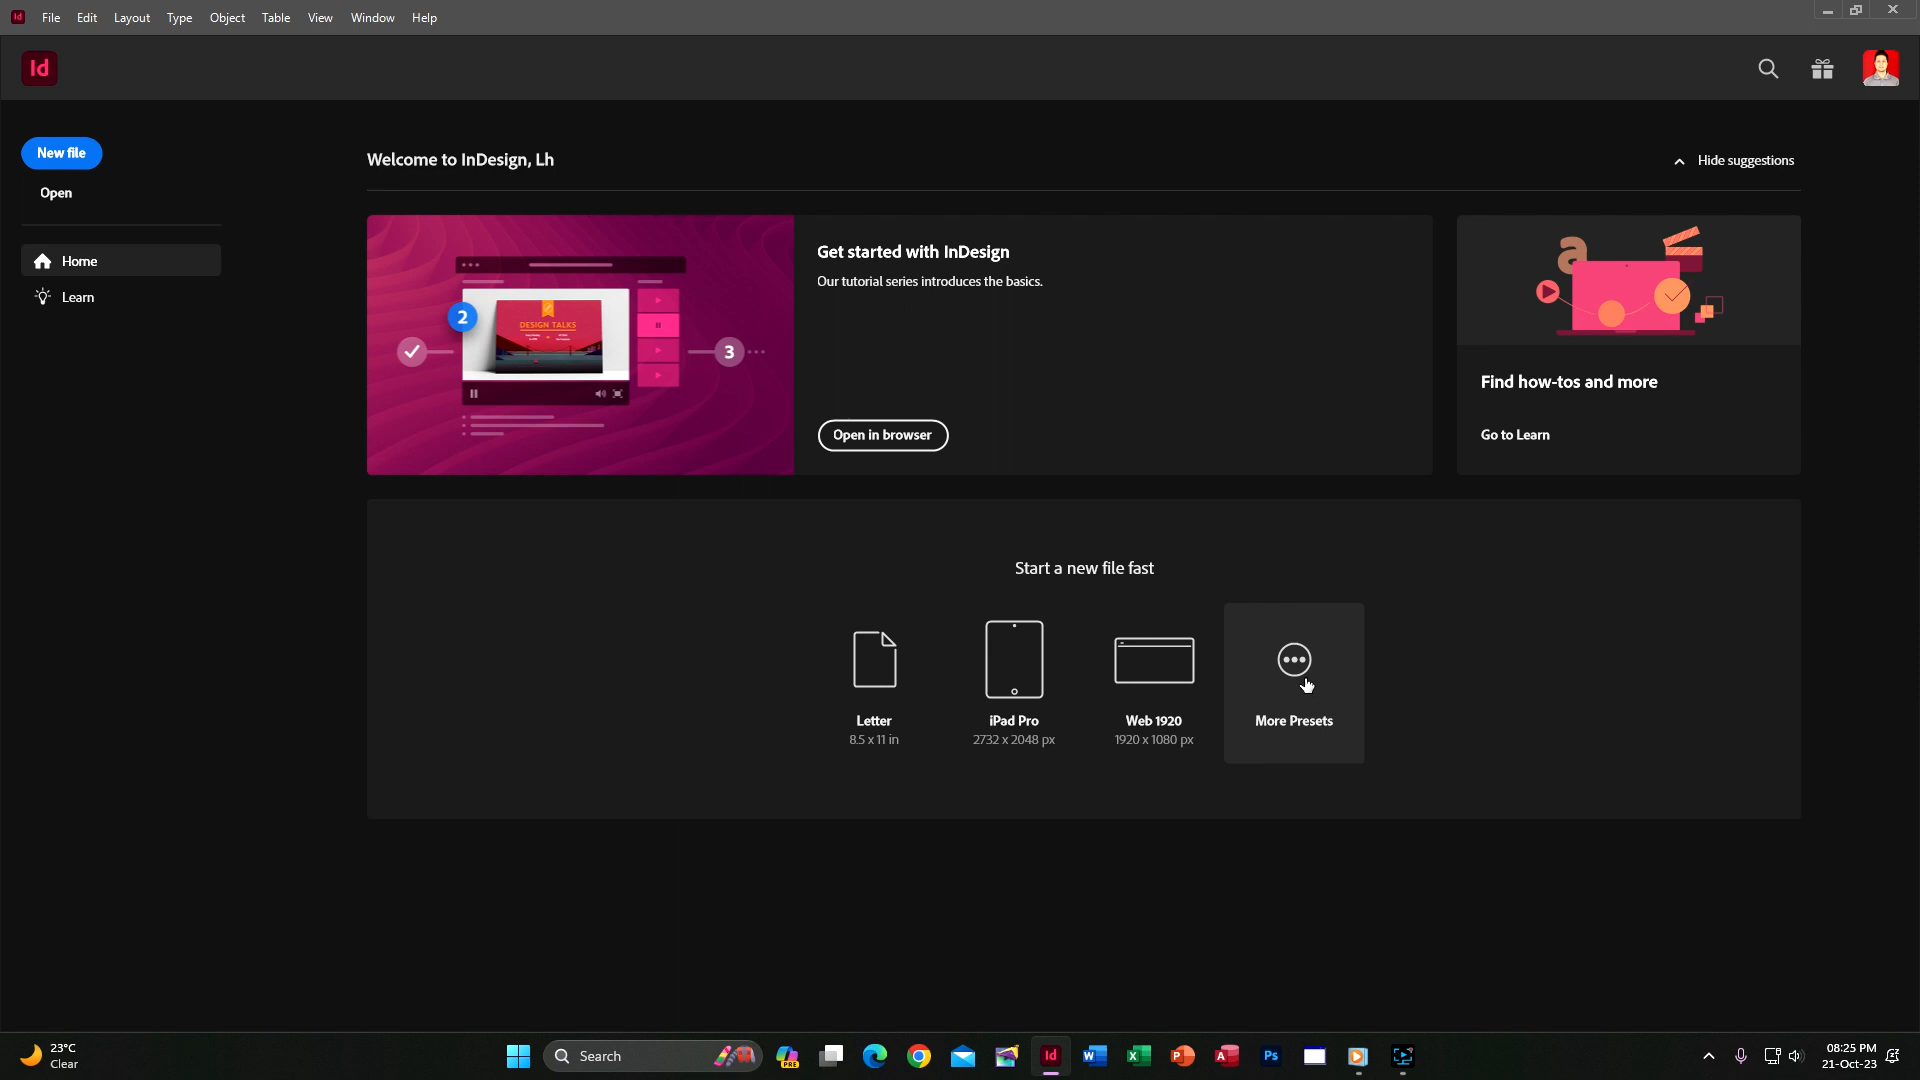 File Edit Layout Type Object Table View Window Help
Id
New file
Open
Home
Learn
Welcome to InDesign, Lh
Hide suggestions
2
DESIGN TALKS
3
Get started with InDesign
Our tutorial series introduces the basics.
Open in browser
a
Find how-tos and more
Go to Learn
Start a new file fast
Letter
8.5 x 11 in
iPad Pro
2732 x 2048 px
Web 1920
1920 x 1080 px
More Presets
23°C
Clear
Search
PRE
Id
Ps
08:25 PM
21-Oct-23